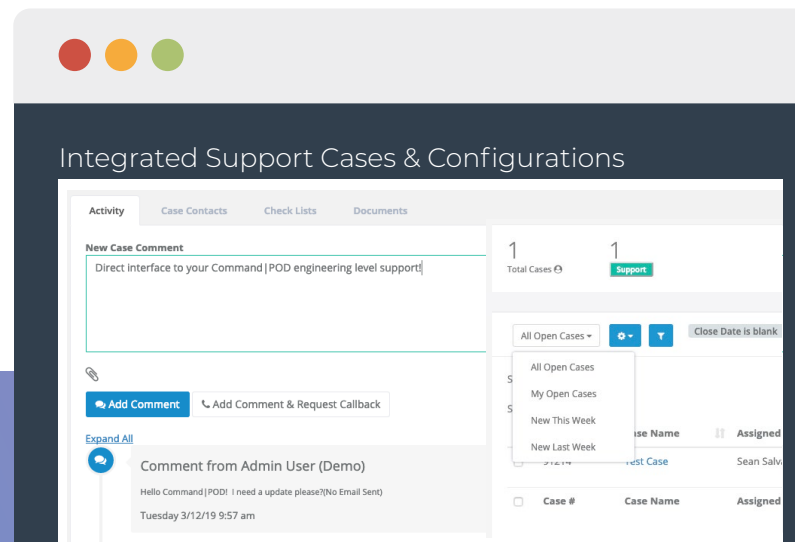 Integrated Support Cases & Configurations
Activity Case Contacts Check Lists Documents
New Case Comment
Direct interface to your Command|POD engineering level support!
Add Comment Add Comment & Request Callback
Expand All
Comment from Admin User (Demo)
Hello Command|POD! I need a update please?(No Email Sent)
Tuesday 3/12/19 9:57 am
1 1
Total Cases Support
All Open Cases Close Date is blank
All Open Cases
My Open Cases
New This Week
New Last Week
S
S
ase Name Assigned
91214 Test Case Sean Salva
Case # Case Name Assigned